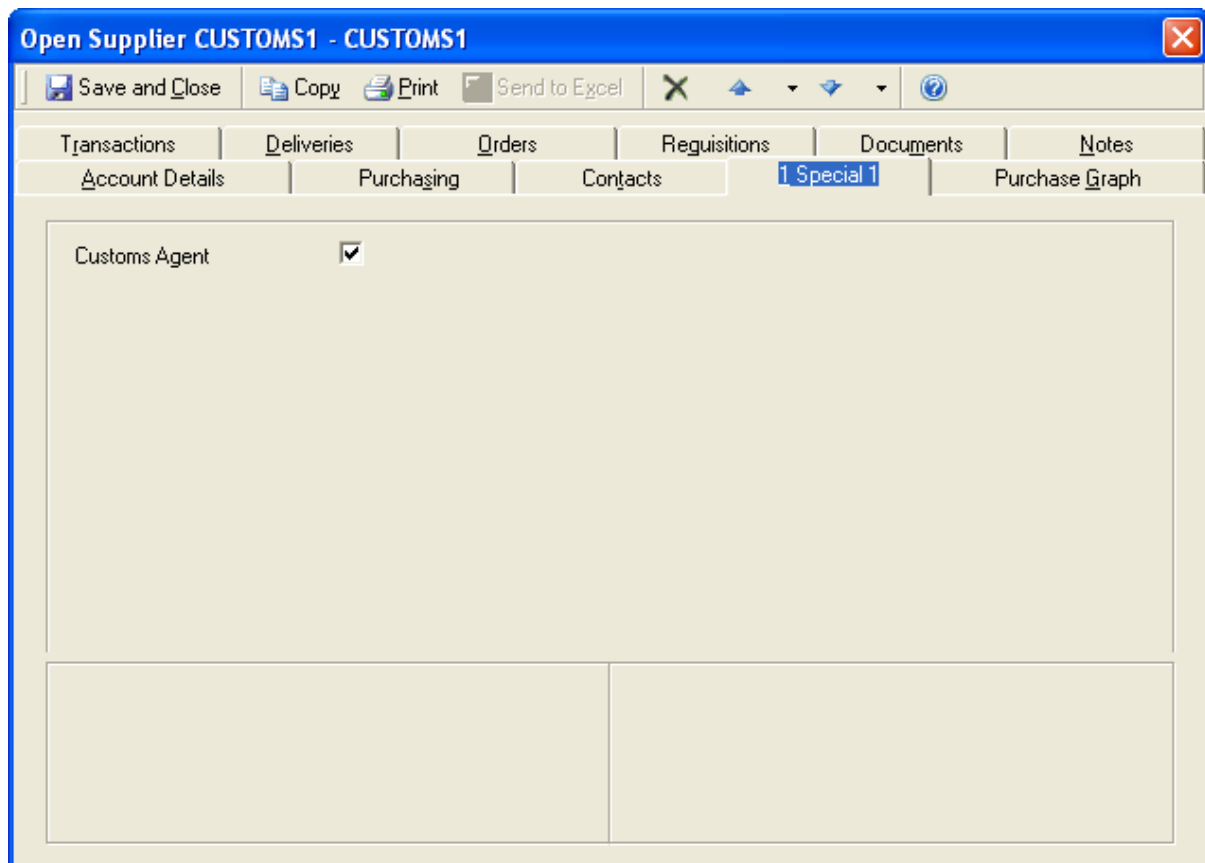 Open Supplier CUSTOMS1 - CUSTOMS1
Save and Close Copy Print Send to Excel
Transactions Deliveries Orders Requisitions Documents Notes
Account Details Purchasing Contacts 1 Special 1 Purchase Graph
Customs Agent